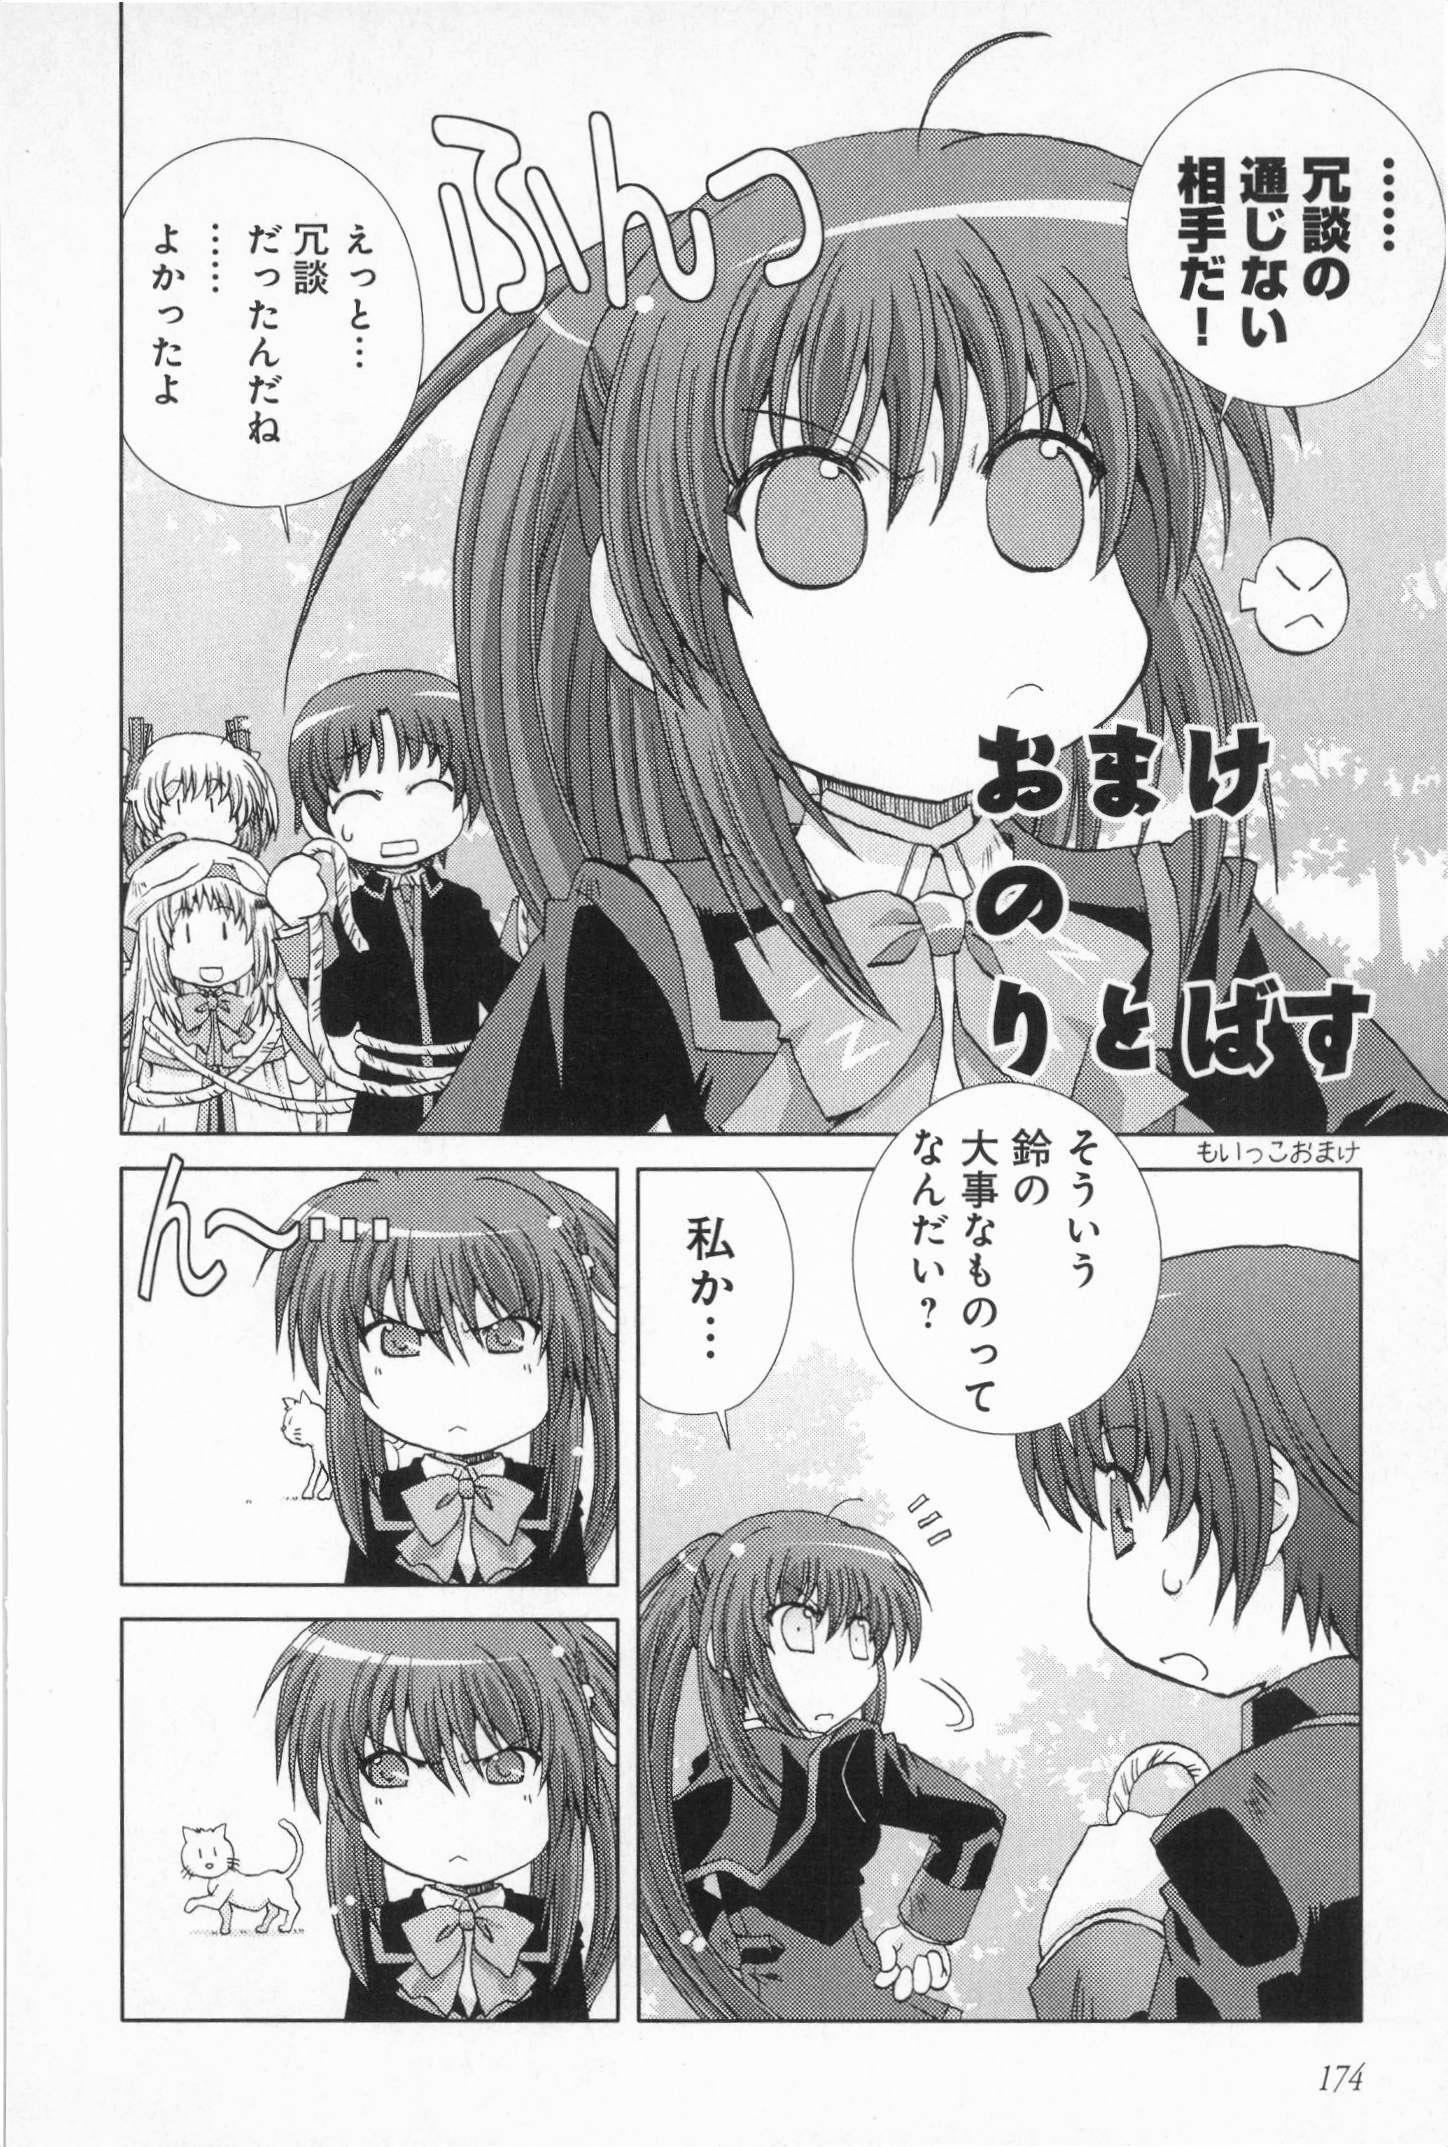 ……
冗談の
通じない
相手だ！
ふんっ
えっと…
冗談
だったんだね
……
よかったよ
おまけ
の
りとばす
もいっこおまけ
そういう
鈴の
大事なものって
なんだい？
私か…
ん～…
174